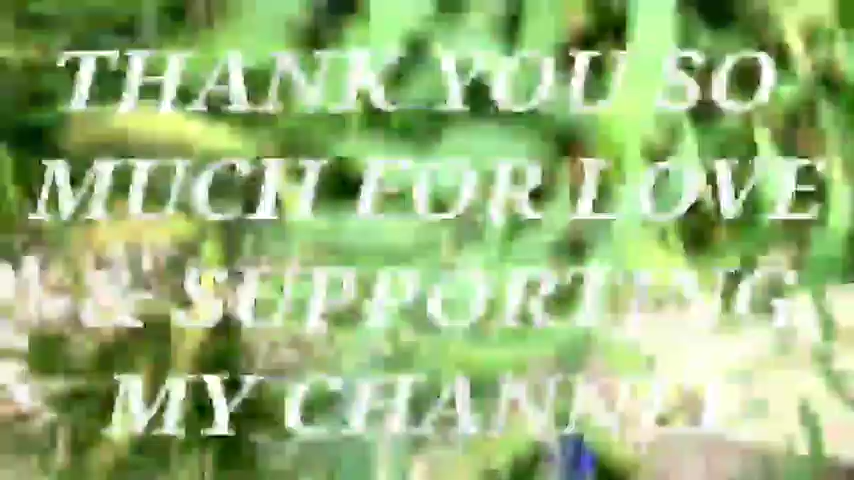 THANK YOU SO
MUCH FOR LOVE
& SUPPORTING
MY CHANNEL